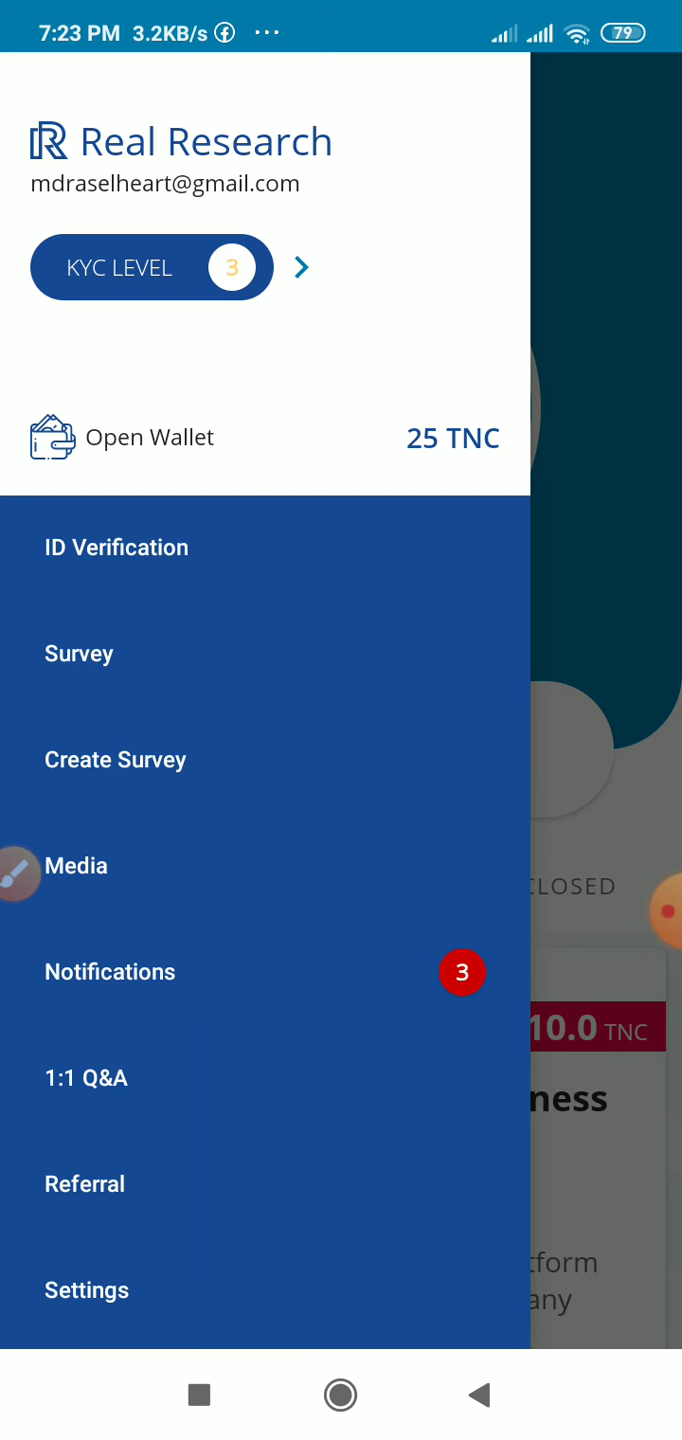 7:23 PM 3.2KB/s 79
Real Research
mdraselheart@gmail.com
KYC LEVEL 3
Open Wallet 25 TNC
ID Verification
Survey
Create Survey
Media
CLOSED
Notifications 3
10.0 TNC
1:1 Q&A
ness
Referral
tform
Settings
any